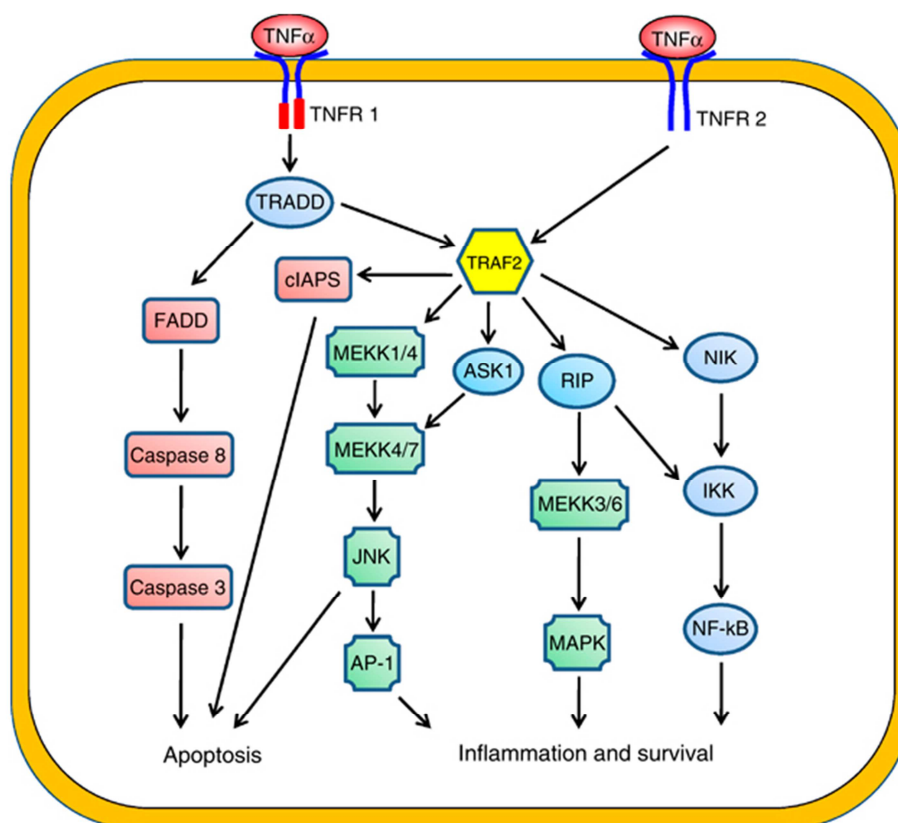 TNFα
TNFα
TNFR 1
TNFR 2
TRADD
TRAF2
cIAPS
FADD
MEKK1/4
ASK1
RIP
NIK
Caspase 8
MEKK4/7
MEKK3/6
IKK
JNK
Caspase 3
AP-1
MAPK
NF-kB
Apoptosis
Inflammation and survival